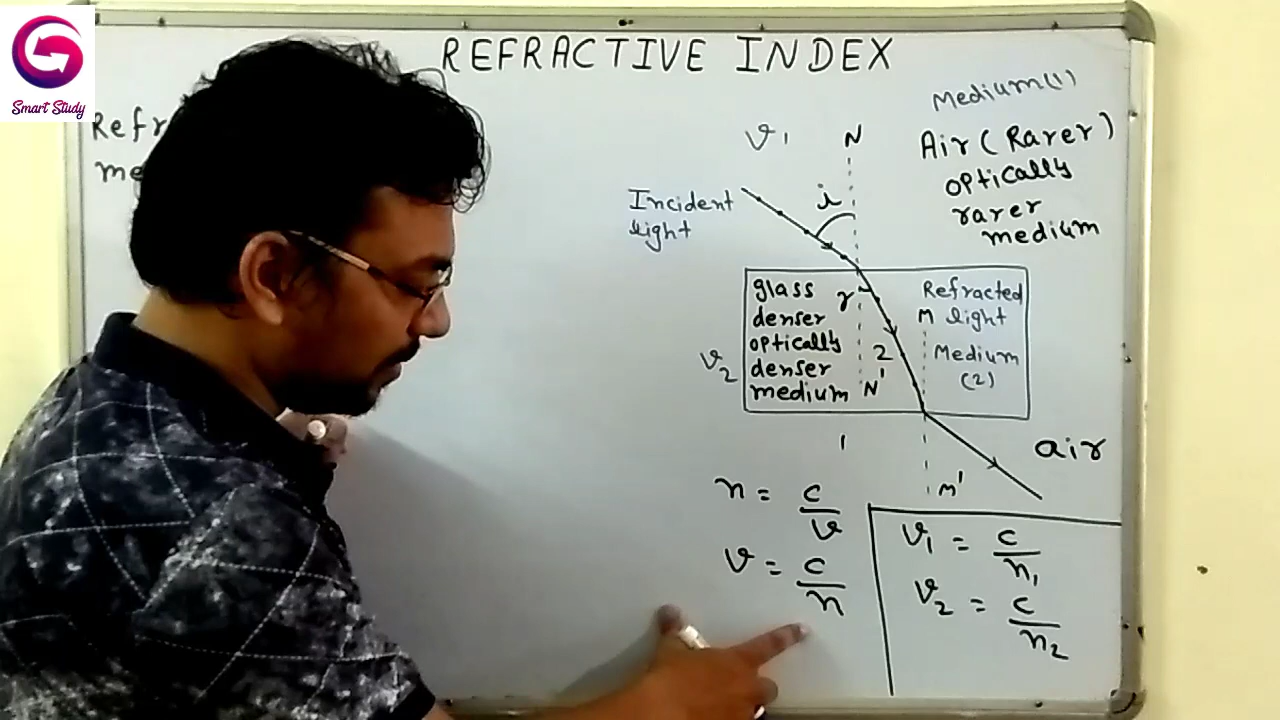 Smart Study
REFRACTIVE INDEX
Medium(1)
Air (Rarer)
optically
rarer
medium
v1
N
i
Incident
light
glass
denser
optically
denser
medium
r
2
N'
Refracted
M light
Medium
(2)
v2
1
air
M'
n = c/v
v = c/n
v1 = c/n1
v2 = c/n2